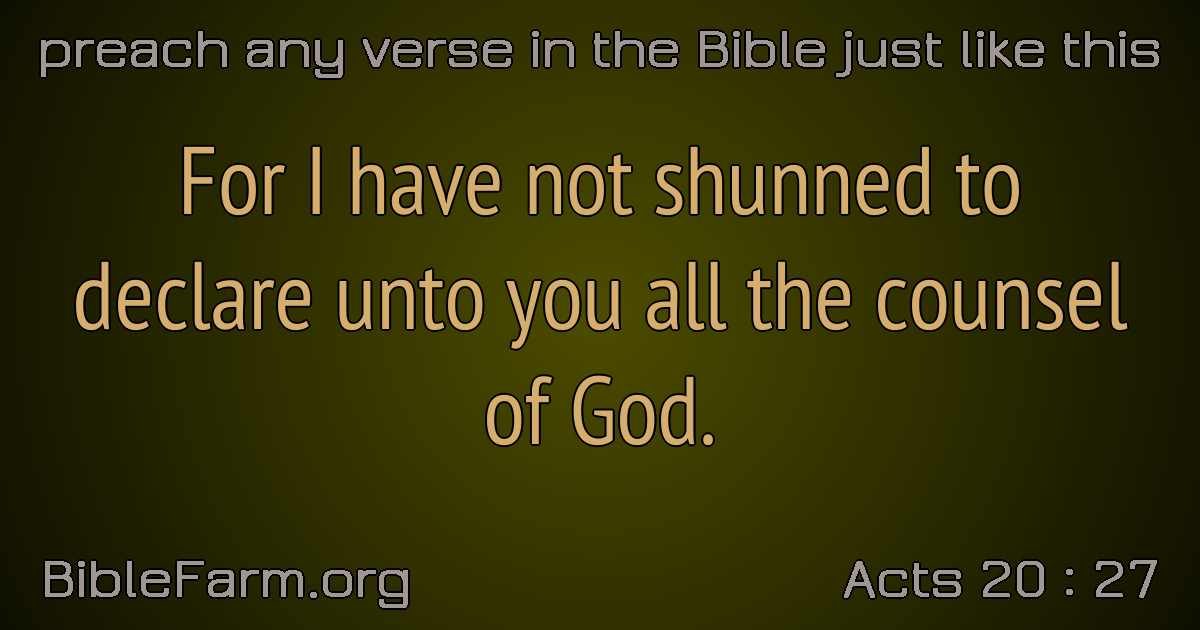 preach any verse in the Bible just like this
For I have not shunned to
declare unto you all the counsel
of God.
BibleFarm.org
Acts 20 : 27